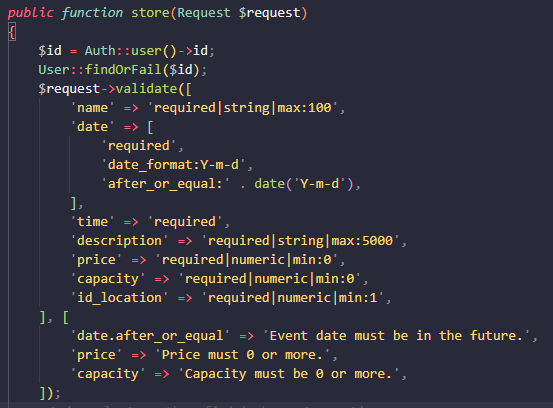 public function store(Request $request)
{
$id = Auth::user()->id;
User::findOrFail($id);
$request->validate([
'name' => 'required|string|max:100',
'date' => [
'required',
'date_format:Y-m-d',
'after_or_equal:' . date('Y-m-d'),
],
'time' => 'required',
'description' => 'required|string|max:5000',
'price' => 'required|numeric|min:0',
'capacity' => 'required|numeric|min:0',
'id_location' => 'required|numeric|min:1',
], [
'date.after_or_equal' => 'Event date must be in the future.',
'price' => 'Price must 0 or more.',
'capacity' => 'Capacity must be 0 or more.',
]);